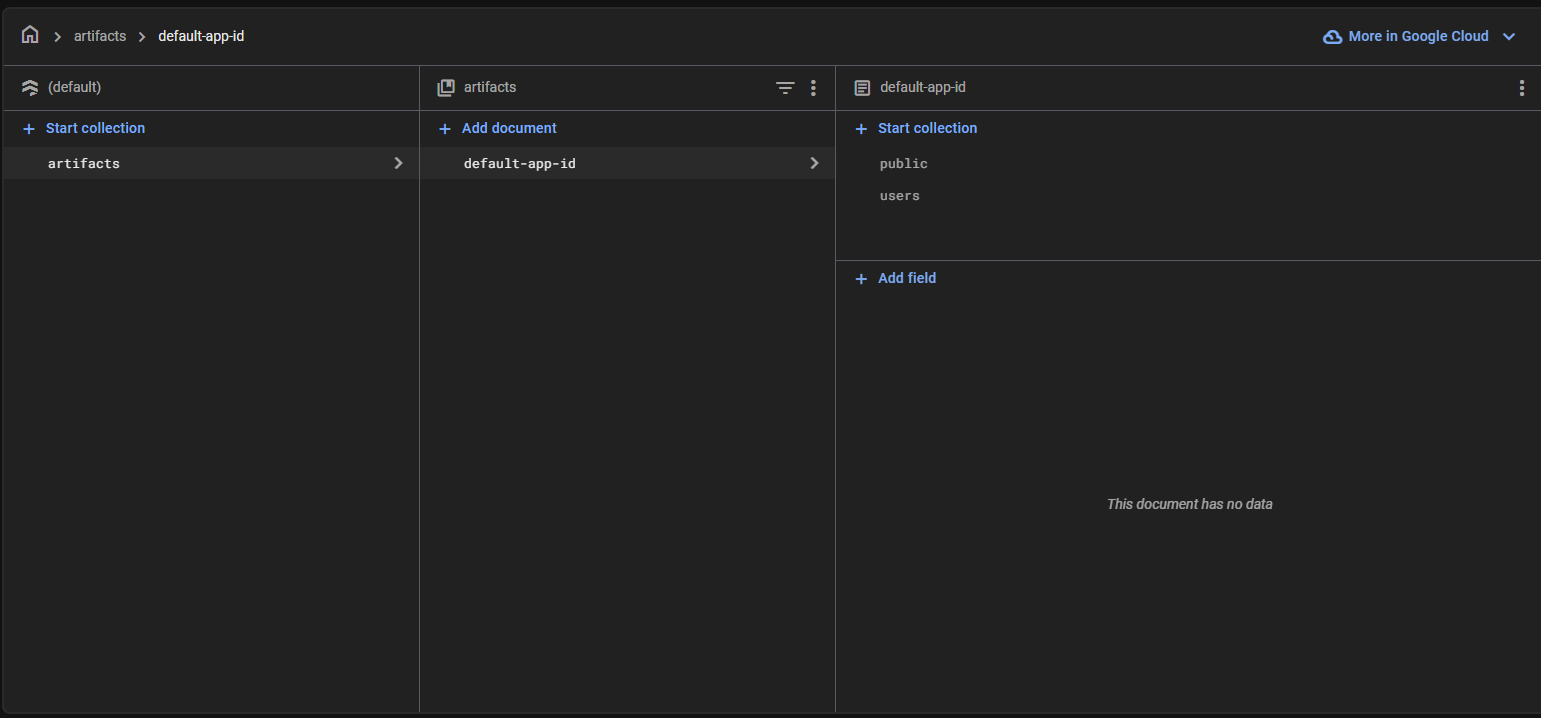 artifacts default-app-id
More in Google Cloud
(default)
artifacts
default-app-id
Start collection
Add document
Start collection
artifacts
default-app-id
public
users
Add field
This document has no data